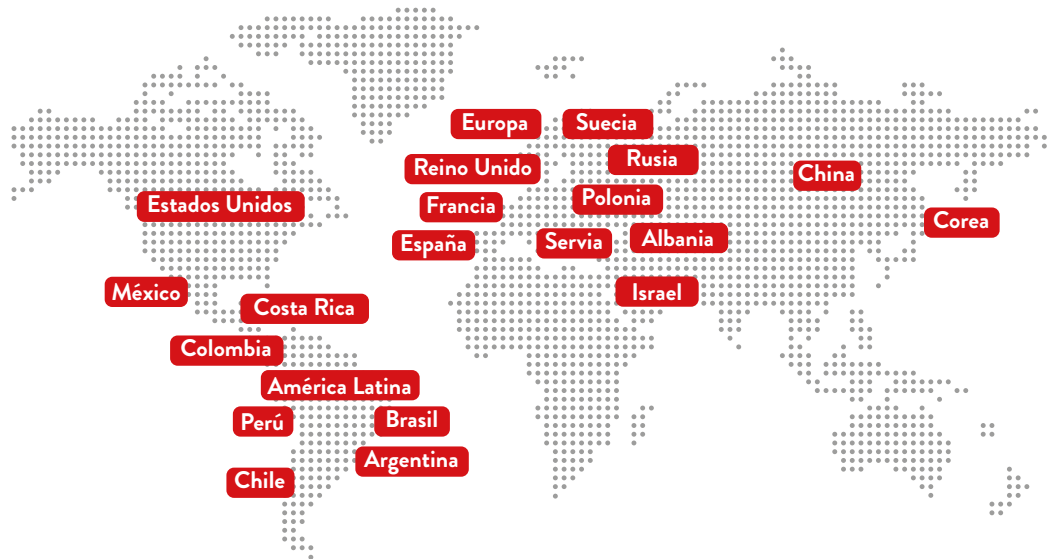 Europa
Suecia
Reino Unido
Rusia
China
Estados Unidos
Francia
Polonia
Corea
España
Servia
Albania
México
Costa Rica
Israel
Colombia
América Latina
Perú
Brasil
Argentina
Chile